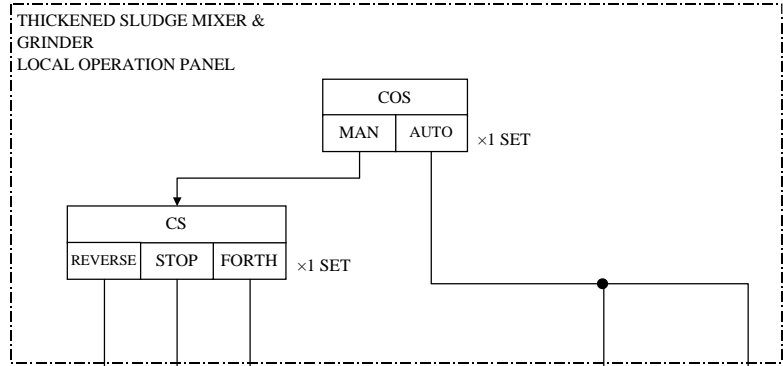 THICKENED SLUDGE MIXER &
GRINDER
LOCAL OPERATION PANEL
COS
MAN AUTO ×1 SET
CS
REVERSE STOP FORTH ×1 SET